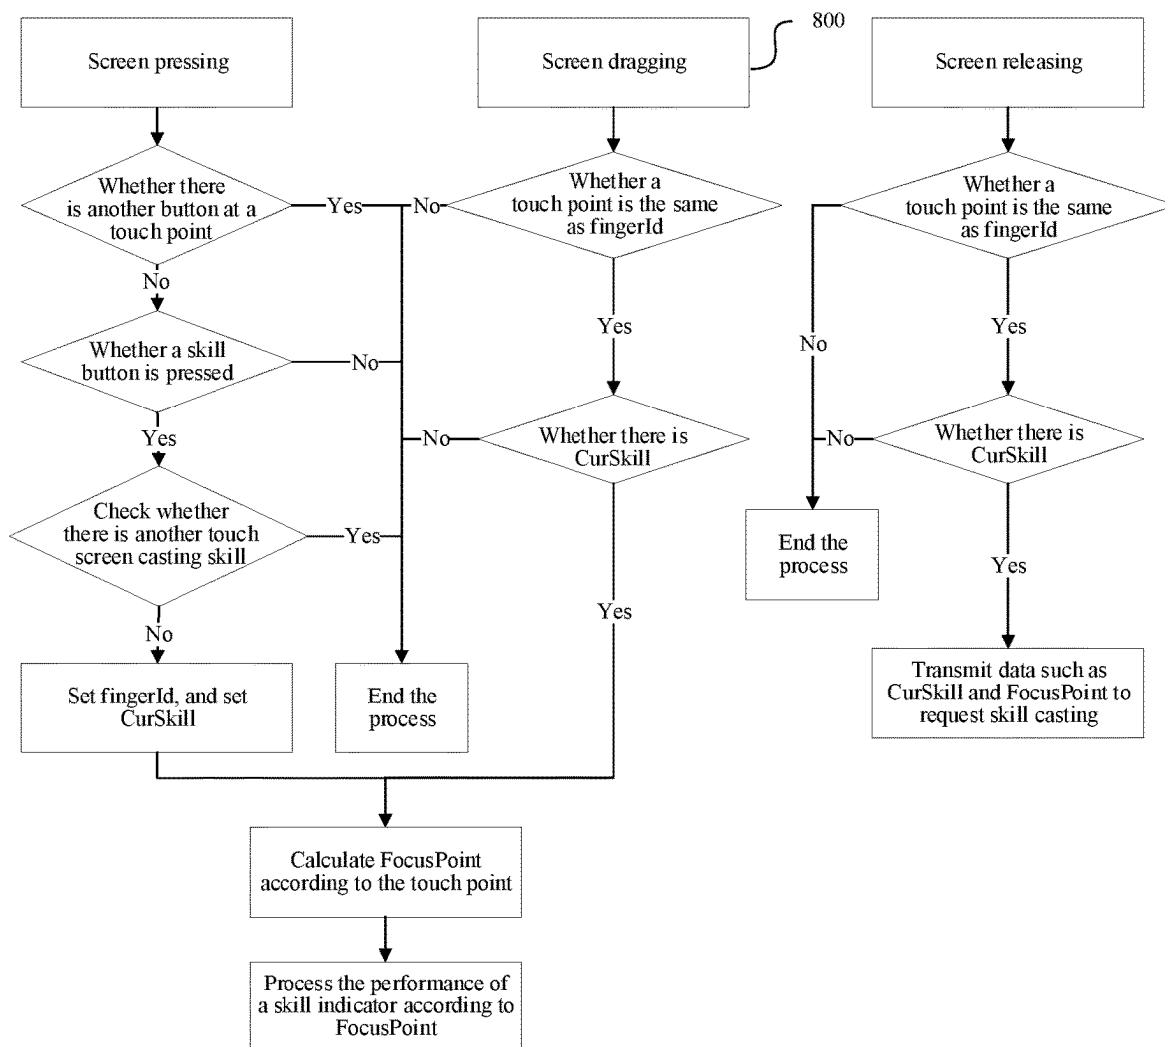 800
Screen pressing
Screen dragging
Screen releasing
Whether there
is another button at a
touch point
Yes
No
Whether a
touch point is the same
as fingerId
Whether a
touch point is the same
as fingerId
No
Yes
Yes
Whether a skill
button is pressed
No
No
Yes
No
Whether there is
CurSkill
No
Whether there is
CurSkill
Check whether
there is another touch
screen casting skill
Yes
End the
process
Yes
Yes
No
Set fingerId, and set
CurSkill
End the
process
Transmit data such as
CurSkill and FocusPoint to
request skill casting
Calculate FocusPoint
according to the touch point
Process the performance of
a skill indicator according to
FocusPoint